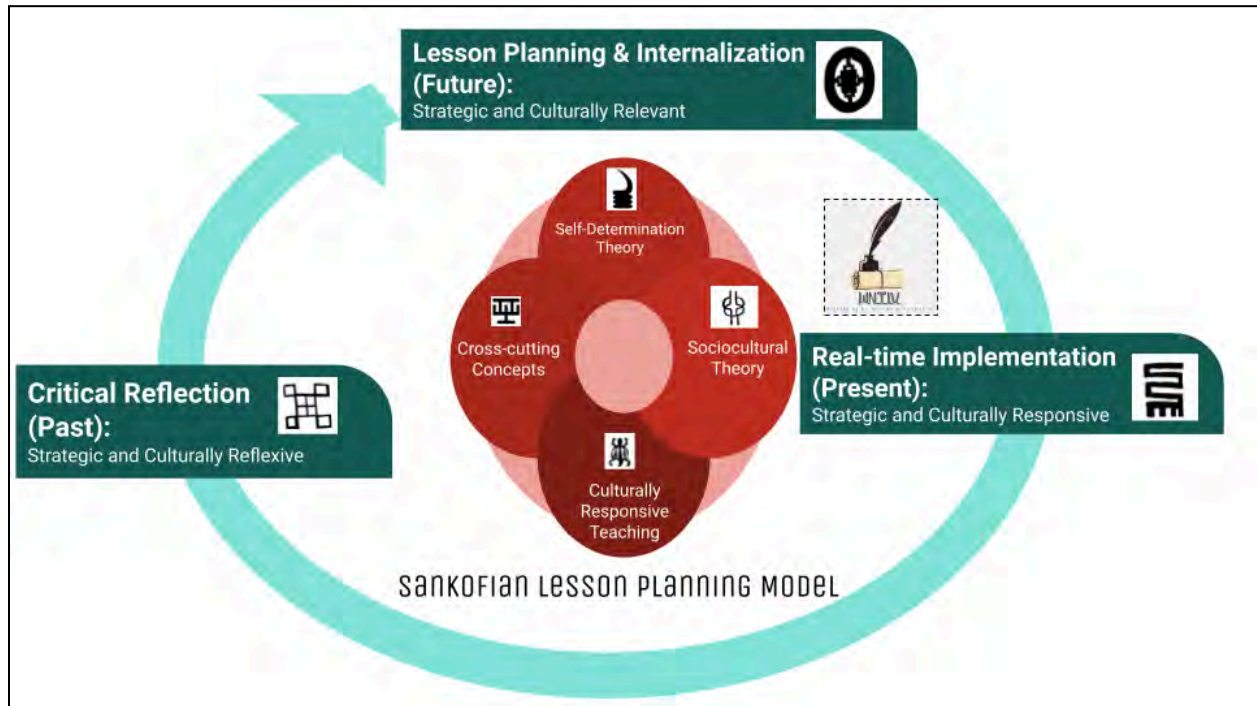 Lesson Planning & Internalization
(Future):
Strategic and Culturally Relevant
Self-Determination
Theory
Cross-cutting
Concepts
Sociocultural
Theory
Culturally
Responsive
Teaching
Real-time Implementation
(Present):
Strategic and Culturally Responsive
Critical Reflection
(Past):
Strategic and Culturally Reflexive
Sankofian Lesson Planning Model